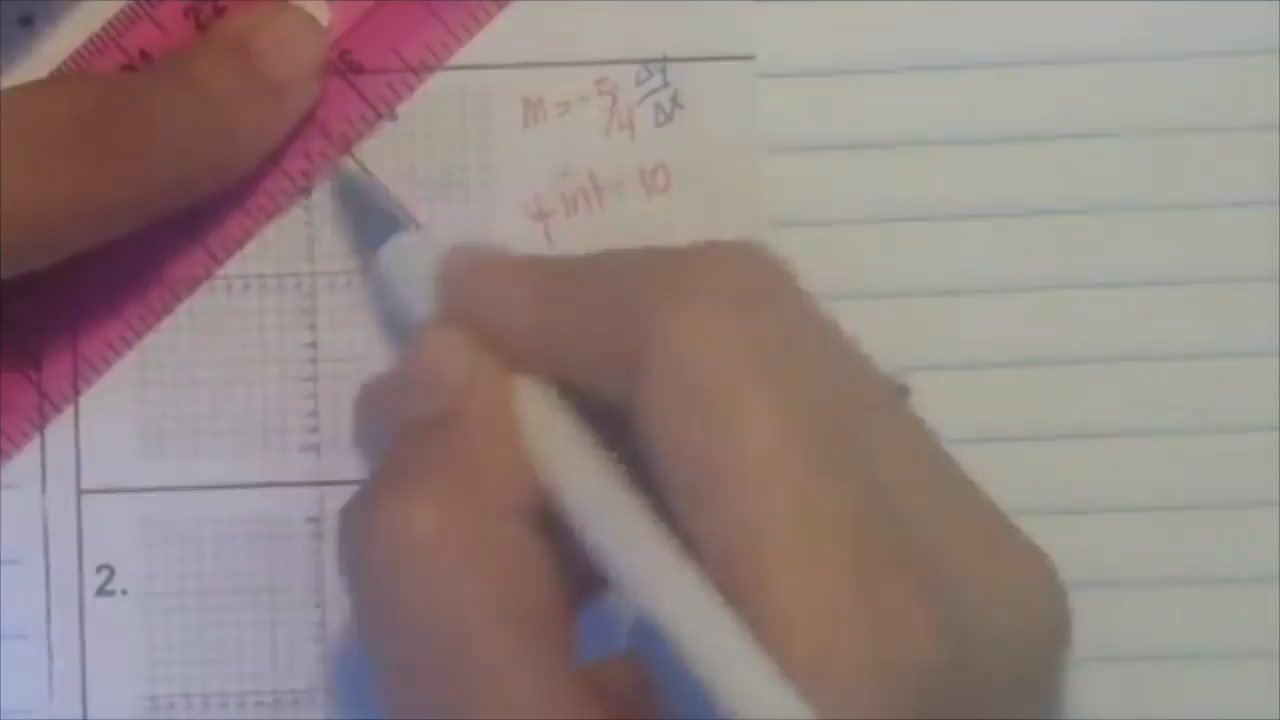 m = -5/4 Δy/Δx
y int = 10
2.